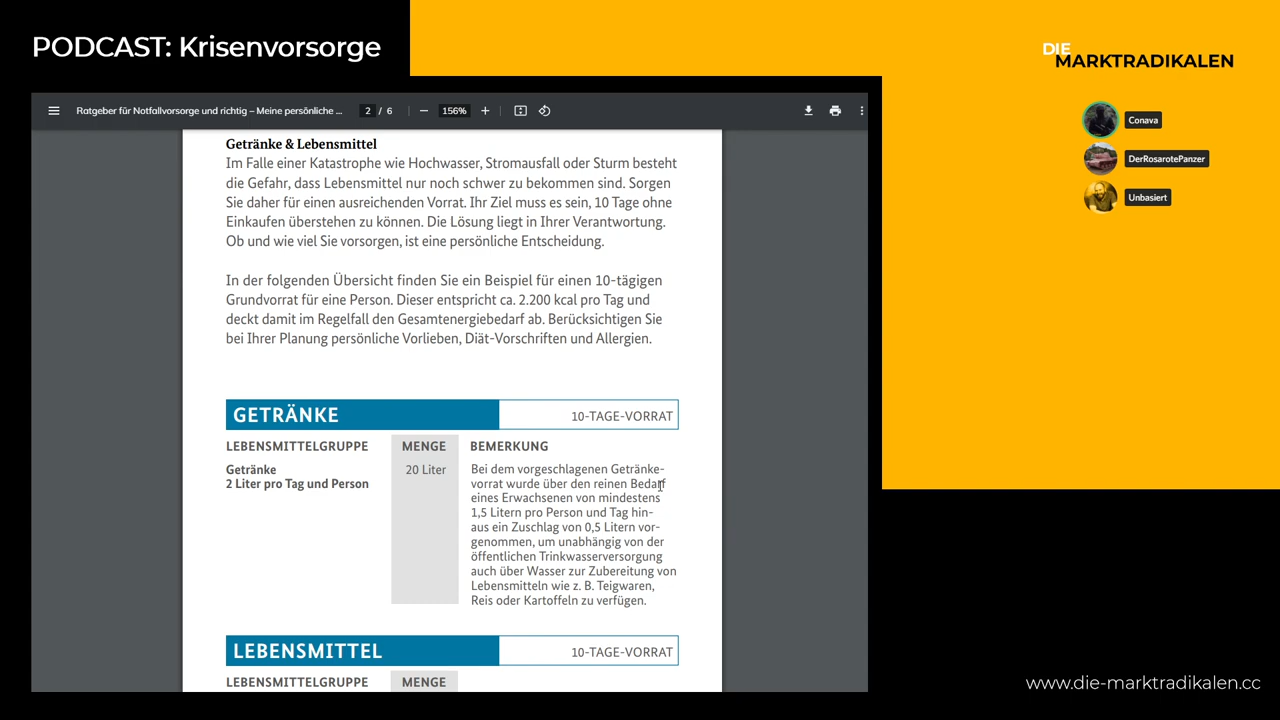 PODCAST: Krisenvorsorge
DIE
MARKTRADIKALEN
Conava
DerRosarotePanzer
Unbasiert
Ratgeber für Notfallvorsorge und richtig – Meine persönliche ...
2 / 6
156%
Getränke & Lebensmittel
Im Falle einer Katastrophe wie Hochwasser, Stromausfall oder Sturm besteht
die Gefahr, dass Lebensmittel nur noch schwer zu bekommen sind. Sorgen
Sie daher für einen ausreichenden Vorrat. Ihr Ziel muss es sein, 10 Tage ohne
Einkaufen überstehen zu können. Die Lösung liegt in Ihrer Verantwortung.
Ob und wie viel Sie vorsorgen, ist eine persönliche Entscheidung.
In der folgenden Übersicht finden Sie ein Beispiel für einen 10-tägigen
Grundvorrat für eine Person. Dieser entspricht ca. 2.200 kcal pro Tag und
deckt damit im Regelfall den Gesamtenergiebedarf ab. Berücksichtigen Sie
bei Ihrer Planung persönliche Vorlieben, Diät-Vorschriften und Allergien.
GETRÄNKE 10-TAGE-VORRAT
LEBENSMITTELGRUPPE MENGE BEMERKUNG
Getränke
2 Liter pro Tag und Person
20 Liter
Bei dem vorgeschlagenen Getränke-
vorrat wurde über den reinen Bedarf
eines Erwachsenen von mindestens
1,5 Litern pro Person und Tag hin-
aus ein Zuschlag von 0,5 Litern vor-
genommen, um unabhängig von der
öffentlichen Trinkwasserversorgung
auch über Wasser zur Zubereitung von
Lebensmitteln wie z. B. Teigwaren,
Reis oder Kartoffeln zu verfügen.
LEBENSMITTEL 10-TAGE-VORRAT
LEBENSMITTELGRUPPE MENGE
www.die-marktradikalen.cc